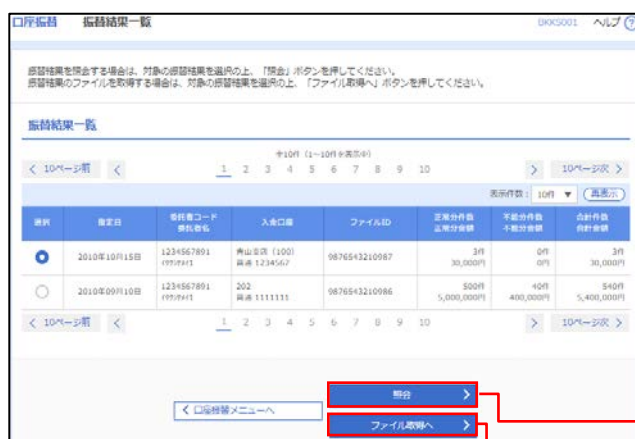 口座振替 振替結果一覧 BKKS001 ヘルプ ?
振替結果を照会する場合は、対象の振替結果を選択の上、「照会」ボタンを押してください。
振替結果のファイルを取得する場合は、対象の振替結果を選択の上、「ファイル取得へ」ボタンを押してください。
振替結果一覧
全10件（1～10件を表示中）
< 10ページ前 < 1 2 3 4 5 6 7 8 9 10 > 10ページ次 >
表示件数： 10件 ▼ 再表示
選択 指定日 委託者コード 入金口座 ファイルID 正常分件数 不能分件数 合計件数
委託者名 正常分金額 不能分金額 合計金額
2010年10月15日 1234567891 青山支店（100） 9876543210987 3件 0件 3件
普通 1234567 30,000円 0円 30,000円
2010年09月10日 1234567891 202 9876543210986 500件 40件 540件
普通 1111111 5,000,000円 400,000円 5,400,000円
< 10ページ前 < 1 2 3 4 5 6 7 8 9 10 > 10ページ次 >
照会 >
< 口座振替メニューへ
ファイル取得へ >